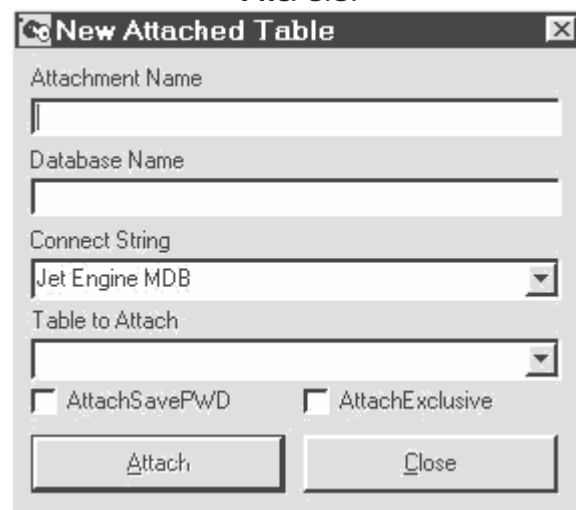 New Attached Table
Attachment Name
Database Name
Connect String
Jet Engine MDB
Table to Attach
AttachSavePWD AttachExclusive
Attach Close